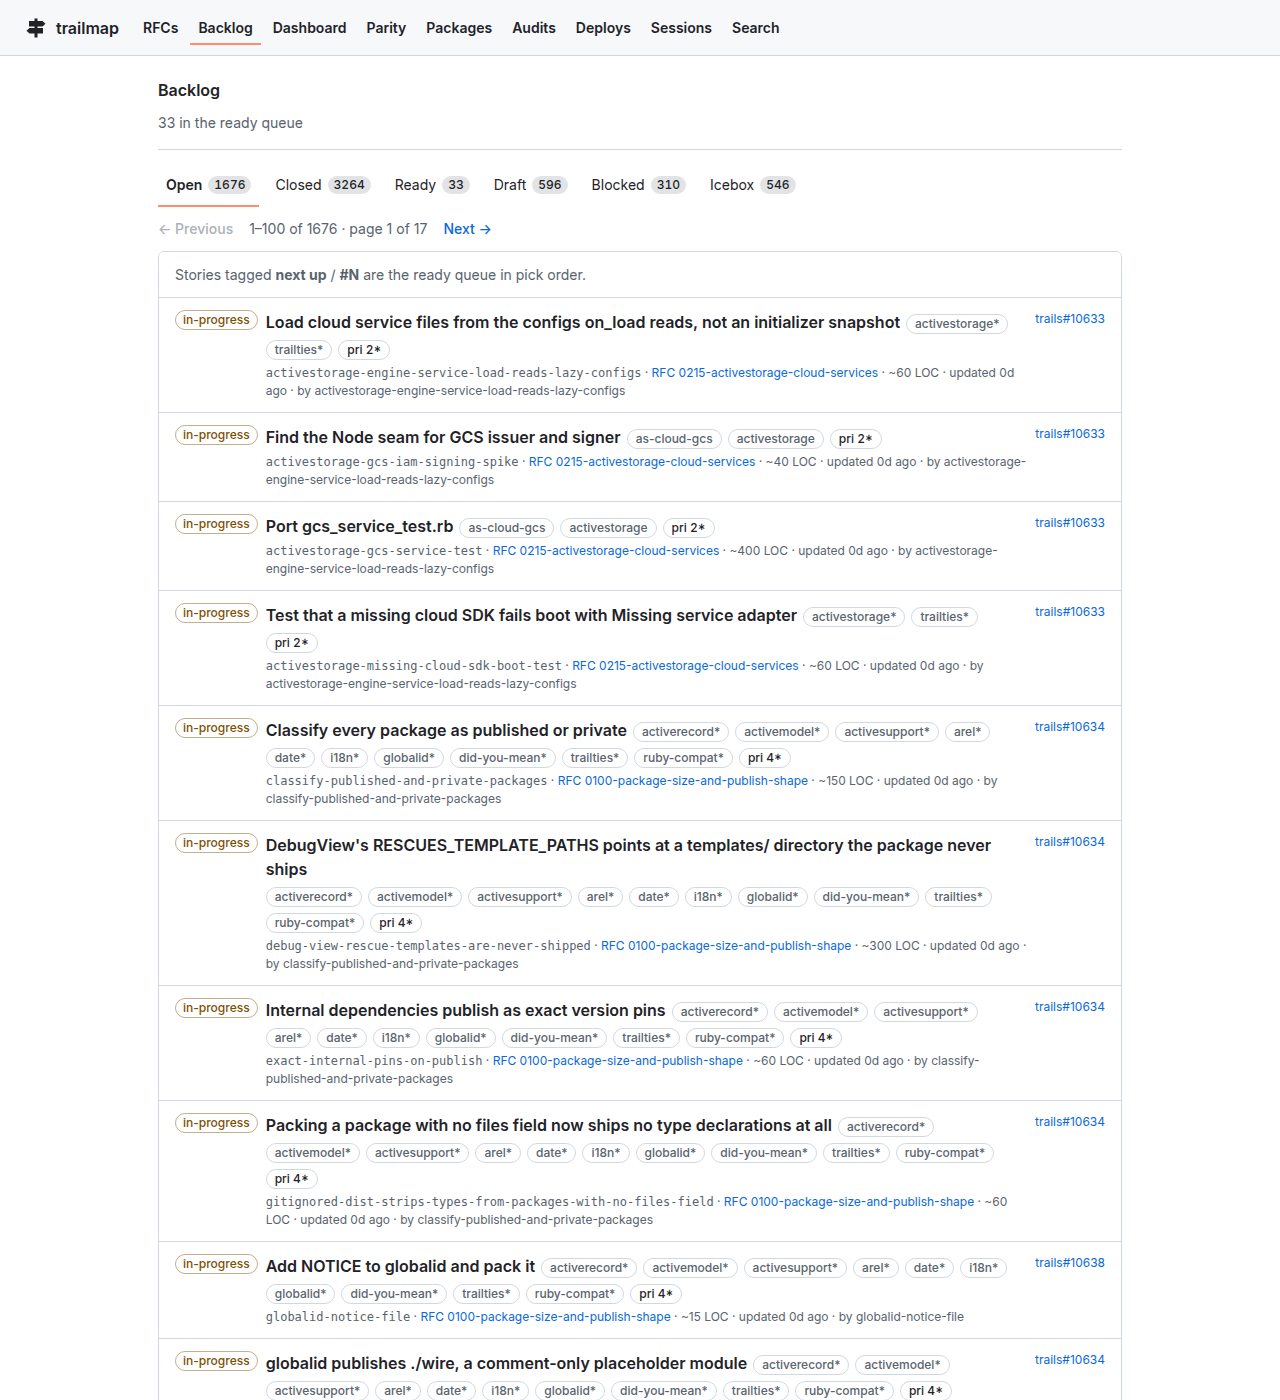 trailmap RFCs Backlog Dashboard Parity Packages Audits Deploys Sessions Search
Backlog
33 in the ready queue
Open 1676 Closed 3264 Ready 33 Draft 596 Blocked 310 Icebox 546
← Previous 1–100 of 1676 · page 1 of 17 Next →
Stories tagged next up / #N are the ready queue in pick order.
in-progress Load cloud service files from the configs on_load reads, not an initializer snapshot activestorage* trails#10633
trailties* pri 2*
activestorage-engine-service-load-reads-lazy-configs · RFC 0215-activestorage-cloud-services · ~60 LOC · updated 0d
ago · by activestorage-engine-service-load-reads-lazy-configs
in-progress Find the Node seam for GCS issuer and signer as-cloud-gcs activestorage pri 2* trails#10633
activestorage-gcs-iam-signing-spike · RFC 0215-activestorage-cloud-services · ~40 LOC · updated 0d ago · by activestorage-
engine-service-load-reads-lazy-configs
in-progress Port gcs_service_test.rb as-cloud-gcs activestorage pri 2* trails#10633
activestorage-gcs-service-test · RFC 0215-activestorage-cloud-services · ~400 LOC · updated 0d ago · by activestorage-
engine-service-load-reads-lazy-configs
in-progress Test that a missing cloud SDK fails boot with Missing service adapter activestorage* trailties* trails#10633
pri 2*
activestorage-missing-cloud-sdk-boot-test · RFC 0215-activestorage-cloud-services · ~60 LOC · updated 0d ago · by
activestorage-engine-service-load-reads-lazy-configs
in-progress Classify every package as published or private activerecord* activemodel* activesupport* arel* trails#10634
date* i18n* globalid* did-you-mean* trailties* ruby-compat* pri 4*
classify-published-and-private-packages · RFC 0100-package-size-and-publish-shape · ~150 LOC · updated 0d ago · by
classify-published-and-private-packages
in-progress DebugView's RESCUES_TEMPLATE_PATHS points at a templates/ directory the package never trails#10634
ships
activerecord* activemodel* activesupport* arel* date* i18n* globalid* did-you-mean* trailties*
ruby-compat* pri 4*
debug-view-rescue-templates-are-never-shipped · RFC 0100-package-size-and-publish-shape · ~300 LOC · updated 0d ago ·
by classify-published-and-private-packages
in-progress Internal dependencies publish as exact version pins activerecord* activemodel* activesupport* trails#10634
arel* date* i18n* globalid* did-you-mean* trailties* ruby-compat* pri 4*
exact-internal-pins-on-publish · RFC 0100-package-size-and-publish-shape · ~60 LOC · updated 0d ago · by classify-
published-and-private-packages
in-progress Packing a package with no files field now ships no type declarations at all activerecord* trails#10634
activemodel* activesupport* arel* date* i18n* globalid* did-you-mean* trailties* ruby-compat*
pri 4*
gitignored-dist-strips-types-from-packages-with-no-files-field · RFC 0100-package-size-and-publish-shape · ~60
LOC · updated 0d ago · by classify-published-and-private-packages
in-progress Add NOTICE to globalid and pack it activerecord* activemodel* activesupport* arel* date* i18n* trails#10638
globalid* did-you-mean* trailties* ruby-compat* pri 4*
globalid-notice-file · RFC 0100-package-size-and-publish-shape · ~15 LOC · updated 0d ago · by globalid-notice-file
in-progress globalid publishes ./wire, a comment-only placeholder module activerecord* activemodel* trails#10634
activesupport* arel* date* i18n* globalid* did-you-mean* trailties* ruby-compat* pri 4*